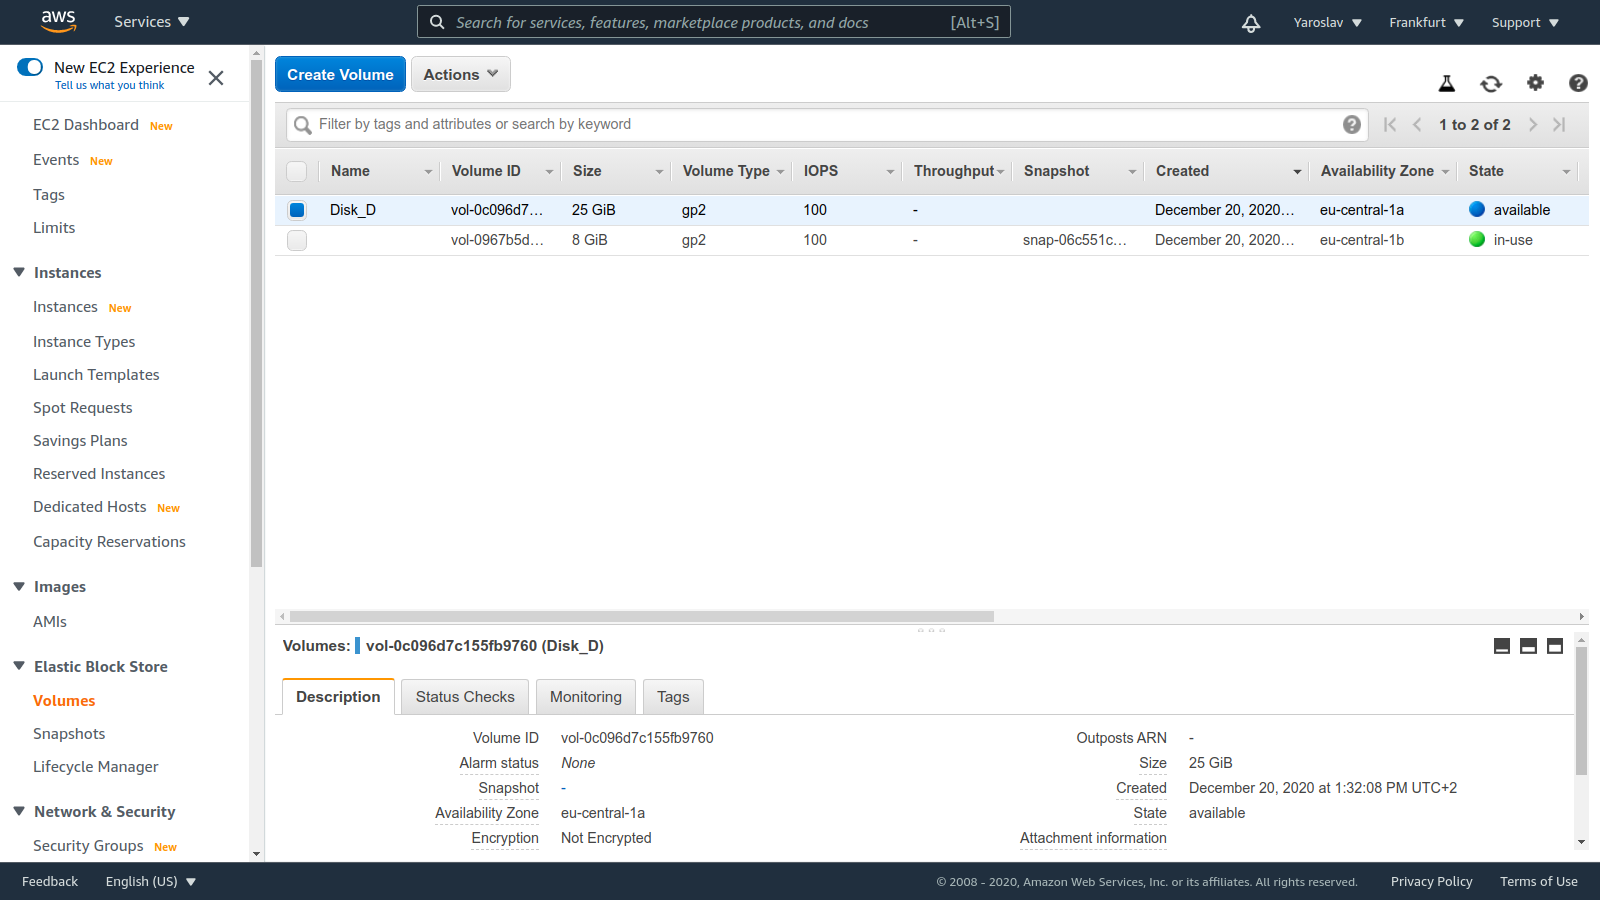 aws
Services
Search for services, features, marketplace products, and docs [Alt+S]
Yaroslav
Frankfurt
Support
New EC2 Experience
Tell us what you think
EC2 Dashboard New
Events New
Tags
Limits
Instances
Instances New
Instance Types
Launch Templates
Spot Requests
Savings Plans
Reserved Instances
Dedicated Hosts New
Capacity Reservations
Images
AMIs
Elastic Block Store
Volumes
Snapshots
Lifecycle Manager
Network & Security
Security Groups New
Create Volume
Actions
Filter by tags and attributes or search by keyword
1 to 2 of 2
Name Volume ID Size Volume Type IOPS Throughput Snapshot Created Availability Zone State
Disk_D vol-0c096d7... 25 GiB gp2 100 - December 20, 2020... eu-central-1a available
vol-0967b5d... 8 GiB gp2 100 - snap-06c551c... December 20, 2020... eu-central-1b in-use
Volumes: vol-0c096d7c155fb9760 (Disk_D)
Description
Status Checks
Monitoring
Tags
Volume ID vol-0c096d7c155fb9760
Alarm status None
Snapshot -
Availability Zone eu-central-1a
Encryption Not Encrypted
Outposts ARN -
Size 25 GiB
Created December 20, 2020 at 1:32:08 PM UTC+2
State available
Attachment information
Feedback
English (US)
© 2008 - 2020, Amazon Web Services, Inc. or its affiliates. All rights reserved.
Privacy Policy
Terms of Use